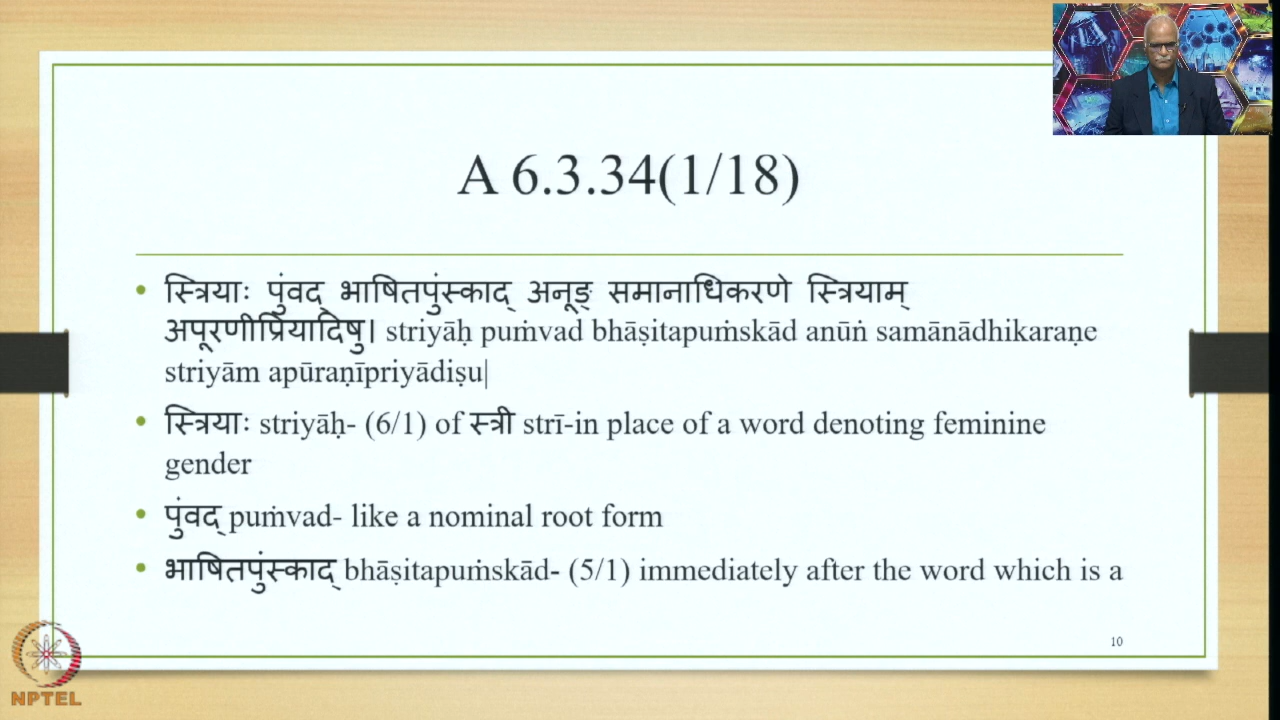 A 6.3.34(1/18)
• स्त्रियाः पुंवद् भाषितपुंस्काद् अनूङ् समानाधिकरणे स्त्रियाम्
अपूरणीप्रियादिषु। striyāḥ puṁvad bhāṣitapuṁskād anūṅ samānādhikaraṇe
striyām apūraṇīpriyādiṣu|
• स्त्रियाः striyāḥ- (6/1) of स्त्री strī-in place of a word denoting feminine
gender
• पुंवद् puṁvad- like a nominal root form
• भाषितपुंस्काद् bhāṣitapuṁskād- (5/1) immediately after the word which is a
10
NPTEL